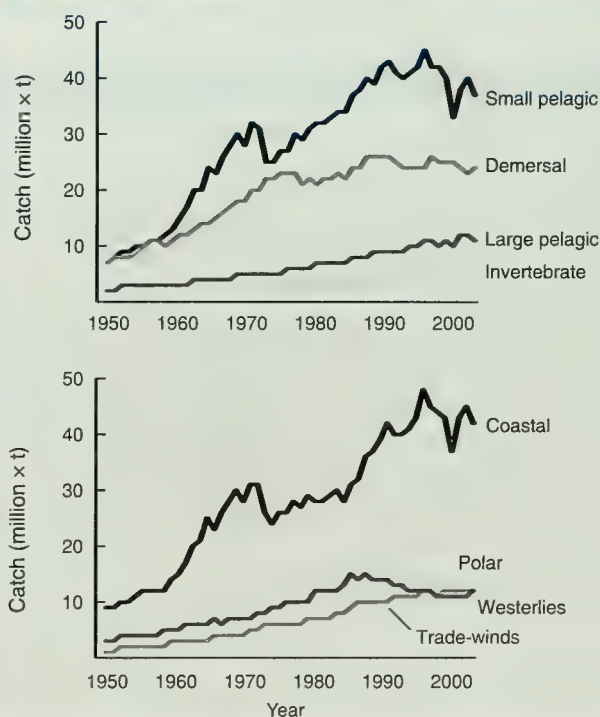 Catch (million × t)
50
40
30
20
10
Small pelagic
Demersal
Large pelagic
Invertebrate
1950 1960 1970 1980 1990 2000
Catch (million × t)
50
40
30
20
10
Coastal
Polar
Westerlies
Trade-winds
1950 1960 1970 1980 1990 2000
Year